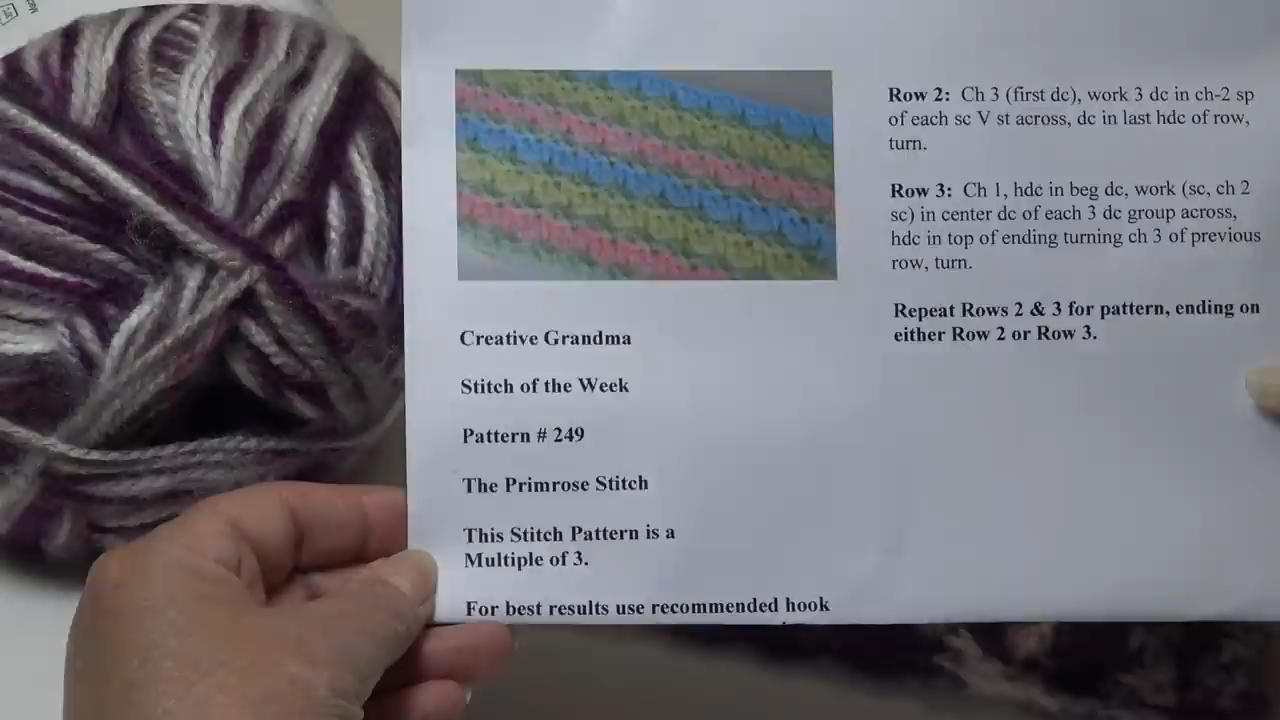 Creative Grandma
Stitch of the Week
Pattern # 249
The Primrose Stitch
This Stitch Pattern is a
Multiple of 3.
For best results use recommended hook
Row 2: Ch 3 (first dc), work 3 dc in ch-2 sp
of each sc V st across, dc in last hdc of row,
turn.
Row 3: Ch 1, hdc in beg dc, work (sc, ch 2
sc) in center dc of each 3 dc group across,
hdc in top of ending turning ch 3 of previous
row, turn.
Repeat Rows 2 & 3 for pattern, ending on
either Row 2 or Row 3.